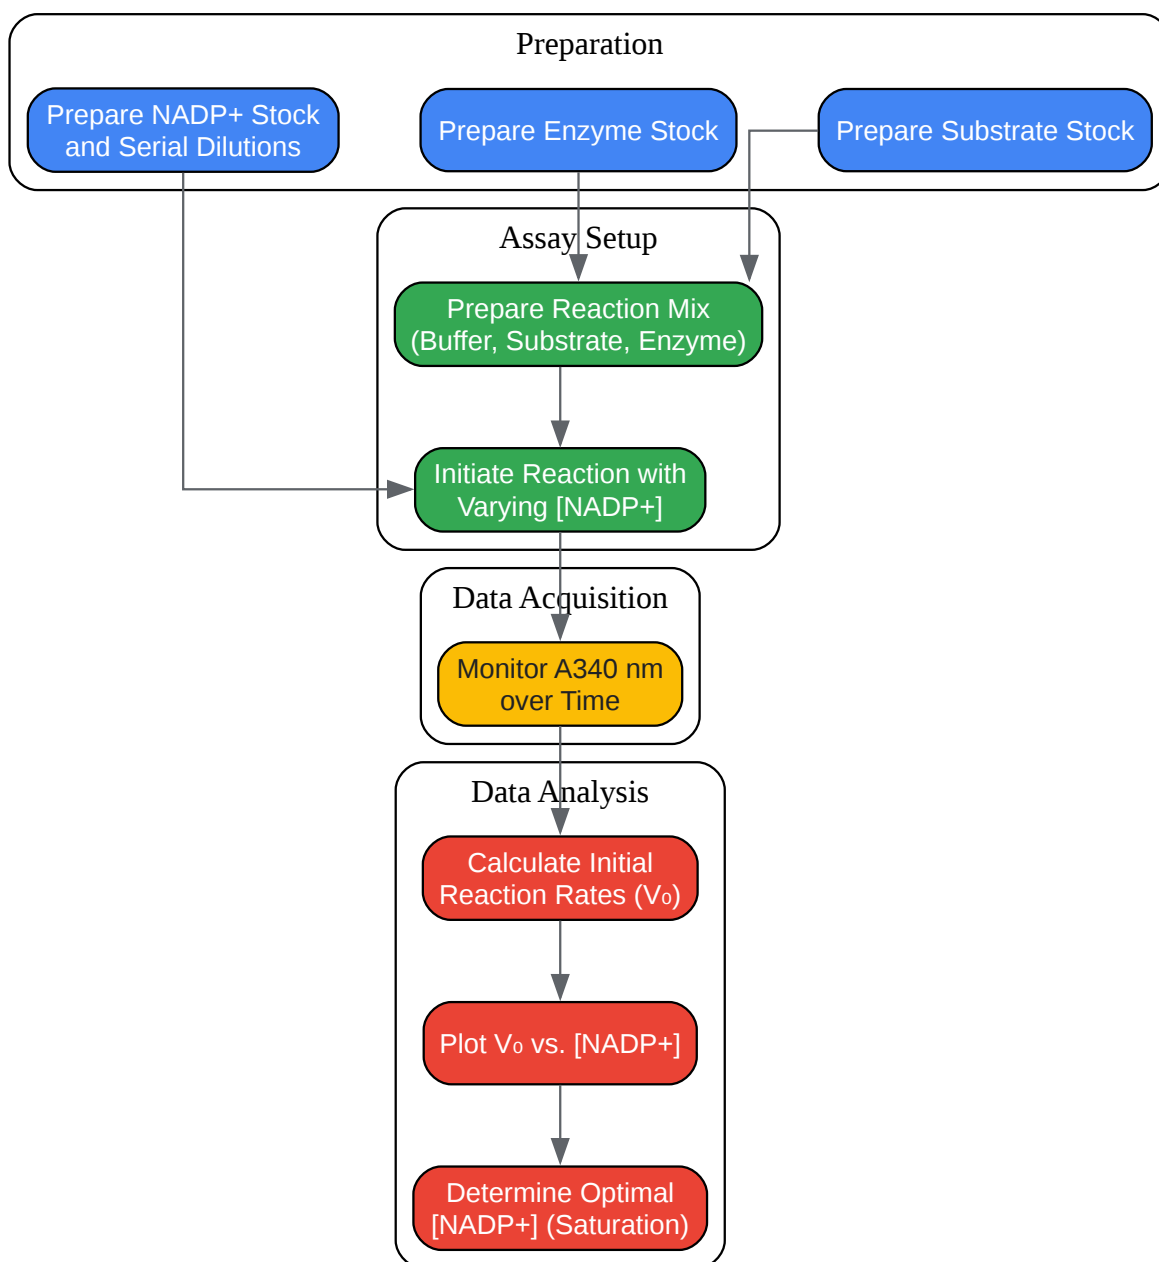 Preparation
Prepare NADP+ Stock
and Serial Dilutions
Prepare Enzyme Stock
Prepare Substrate Stock
Assay Setup
Prepare Reaction Mix
(Buffer, Substrate, Enzyme)
Initiate Reaction with
Varying [NADP+]
Data Acquisition
Monitor A340 nm
over Time
Data Analysis
Calculate Initial
Reaction Rates (V₀)
Plot V₀ vs. [NADP+]
Determine Optimal
[NADP+] (Saturation)